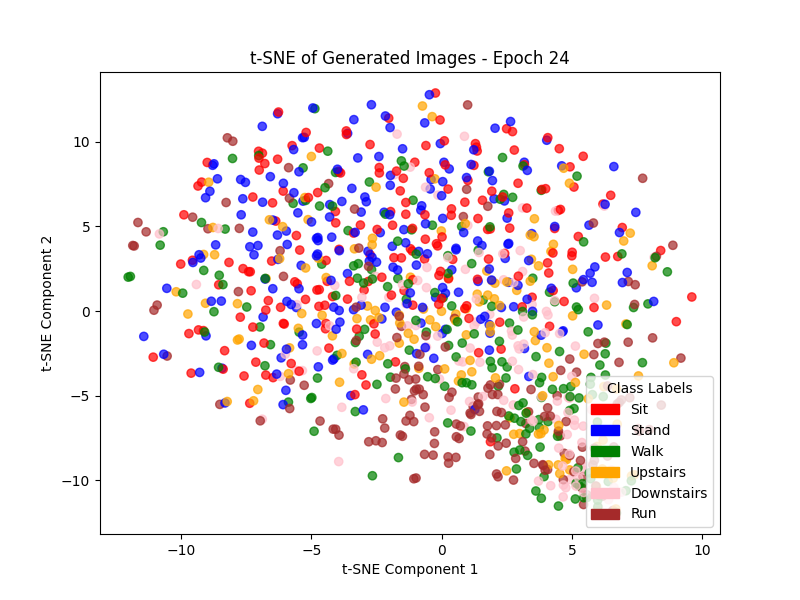 t-SNE of Generated Images - Epoch 24
t-SNE Component 2
10
5
0
−5
−10
−10
−5
0
5
10
t-SNE Component 1
Class Labels
Sit
Stand
Walk
Upstairs
Downstairs
Run